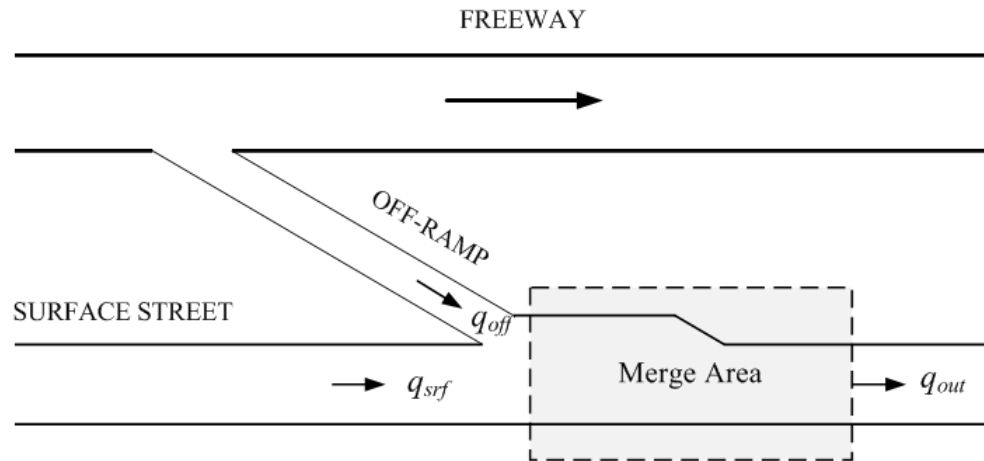 FREEWAY
OFF-RAMP
SURFACE STREET
q_off
q_srf
Merge Area
q_out